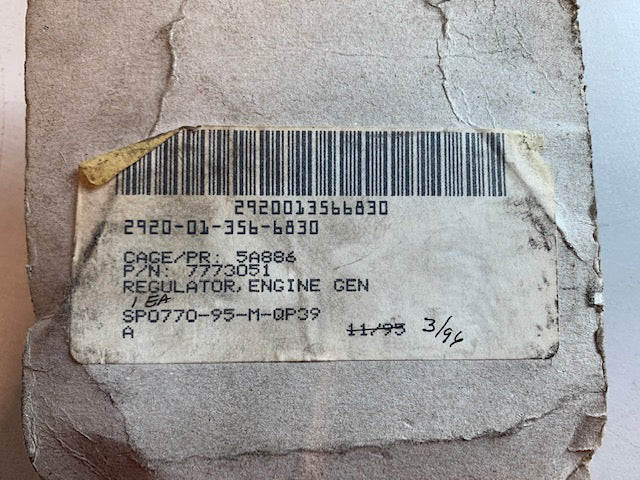 2920013566830
2920-01-356-6830
CAGE/PR: 5A886
P/N: 7773051
REGULATOR, ENGINE GEN
1 EA
SP0770-95-M-QP39
A 11/95 3/96